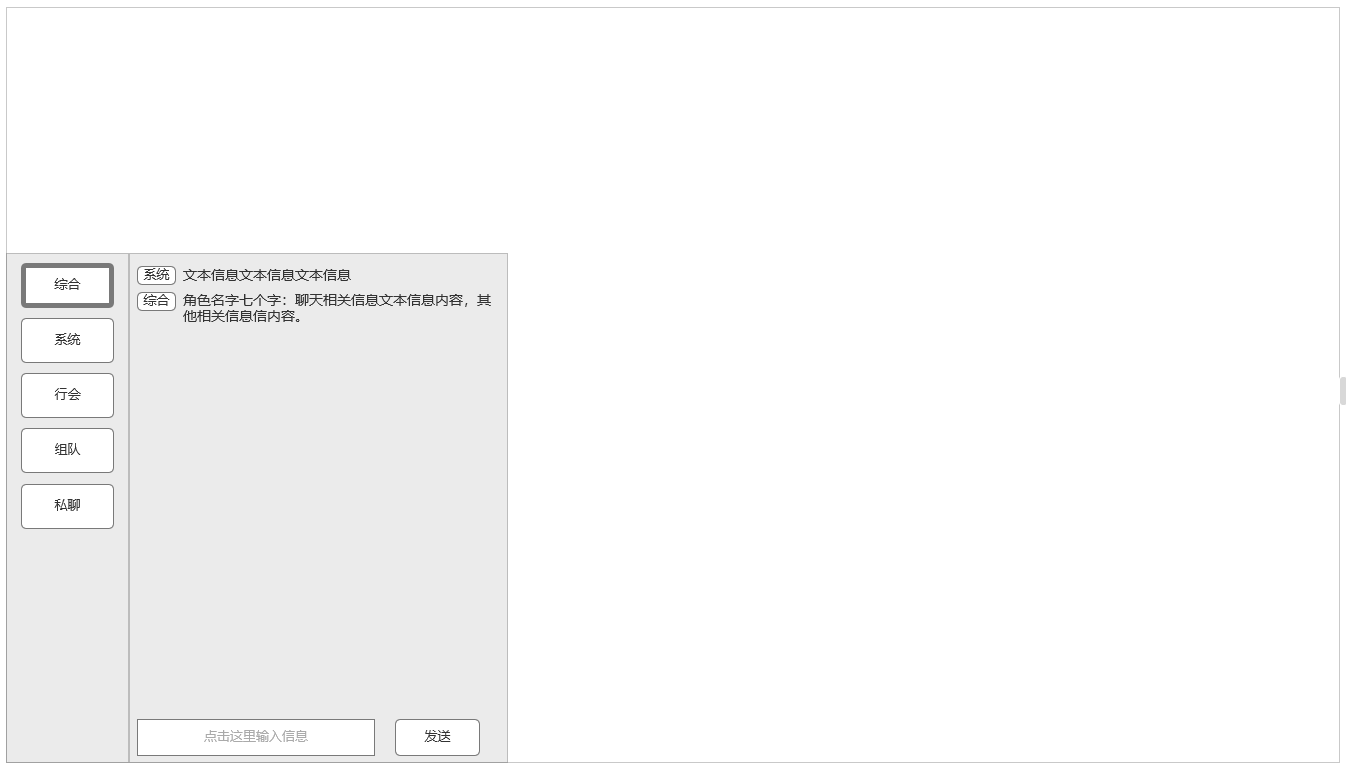 综合
系统
行会
组队
私聊
系统 文本信息文本信息文本信息
综合 角色名字七个字：聊天相关信息文本信息内容，其
他相关信息信内容。
点击这里输入信息 发送